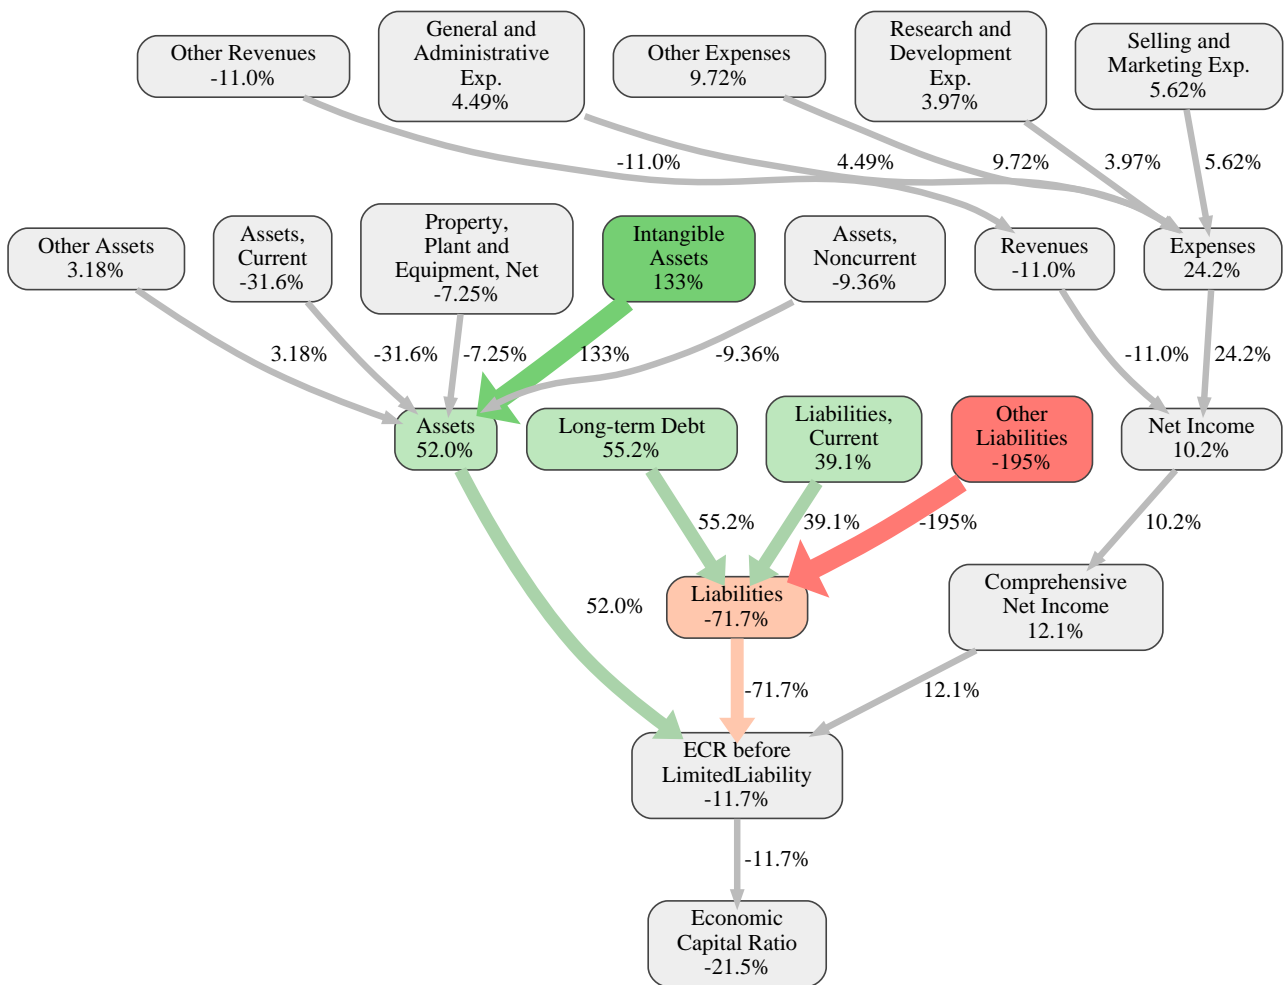 Other Revenues
-11.0%
General and
Administrative
Exp.
4.49%
Other Expenses
9.72%
Research and
Development
Exp.
3.97%
Selling and
Marketing Exp.
5.62%
-11.0%
4.49%
9.72%
3.97%
5.62%
Other Assets
3.18%
Assets,
Current
-31.6%
Property,
Plant and
Equipment, Net
-7.25%
Intangible
Assets
133%
Assets,
Noncurrent
-9.36%
Revenues
-11.0%
Expenses
24.2%
3.18%
-31.6%
-7.25%
133%
-9.36%
-11.0%
24.2%
Assets
52.0%
Long-term Debt
55.2%
Liabilities,
Current
39.1%
Other
Liabilities
-195%
Net Income
10.2%
55.2%
39.1%
-195%
10.2%
52.0%
Liabilities
-71.7%
Comprehensive
Net Income
12.1%
-71.7%
12.1%
ECR before
LimitedLiability
-11.7%
-11.7%
Economic
Capital Ratio
-21.5%